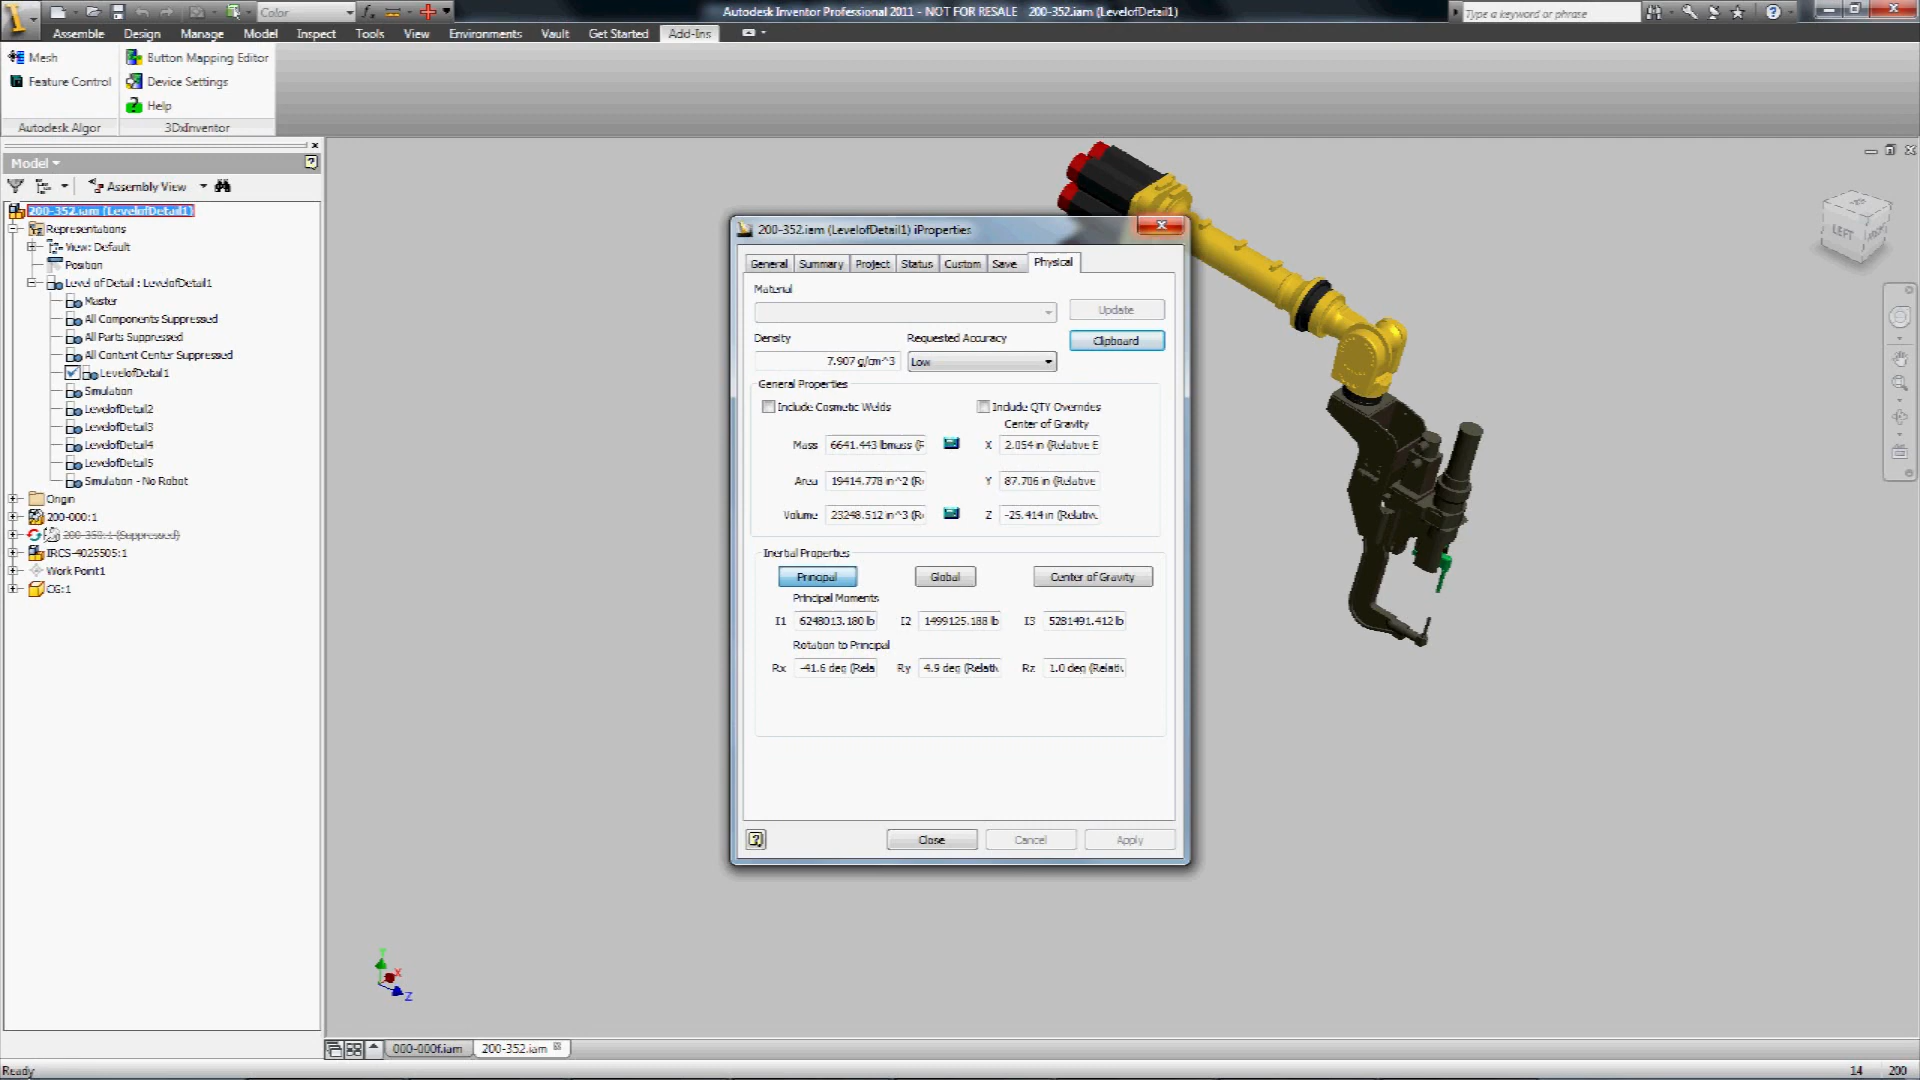 Color
Autodesk Inventor Professional 2011 - NOT FOR RESALE 200-352.iam (LevelofDetail1)
Type a keyword or phrase
Assemble Design Manage Model Inspect Tools View Environments Vault Get Started Add-Ins
Mesh
Feature Control
Button Mapping Editor
Device Settings
Help
Autodesk Algor
3DxInventor
Model
Assembly View
200-352.iam (LevelofDetail1)
Representations
View: Default
Position
Level of Detail : LevelofDetail1
Master
All Components Suppressed
All Parts Suppressed
All Content Center Suppressed
LevelofDetail1
Simulation
LevelofDetail2
LevelofDetail3
LevelofDetail4
LevelofDetail5
Simulation - No Robot
Origin
200-000:1
200-350:1 (Suppressed)
IRCS-4025505:1
Work Point1
CG:1
200-352.iam (LevelofDetail1) iProperties
General Summary Project Status Custom Save Physical
Material
Update
Clipboard
Density
7.907 g/cm^3
Requested Accuracy
Low
General Properties
Include Cosmetic Welds
Include QTY Overrides
Center of Gravity
Mass 6641.443 lbmass (R
X 2.054 in (Relative E
Area 19414.778 in^2 (R
Y 87.706 in (Relative
Volume 23248.512 in^3 (R
Z -25.414 in (Relativ
Inertial Properties
Principal Global Center of Gravity
Principal Moments
I1 6248013.180 lb I2 1499125.188 lb I3 5281491.412 lb
Rotation to Principal
Rx -41.6 deg (Rela Ry 4.9 deg (Relativ Rz 1.0 deg (Relativ
Close Cancel Apply
LEFT
Y
X
Z
000-000f.iam 200-352.iam
Ready
14 200